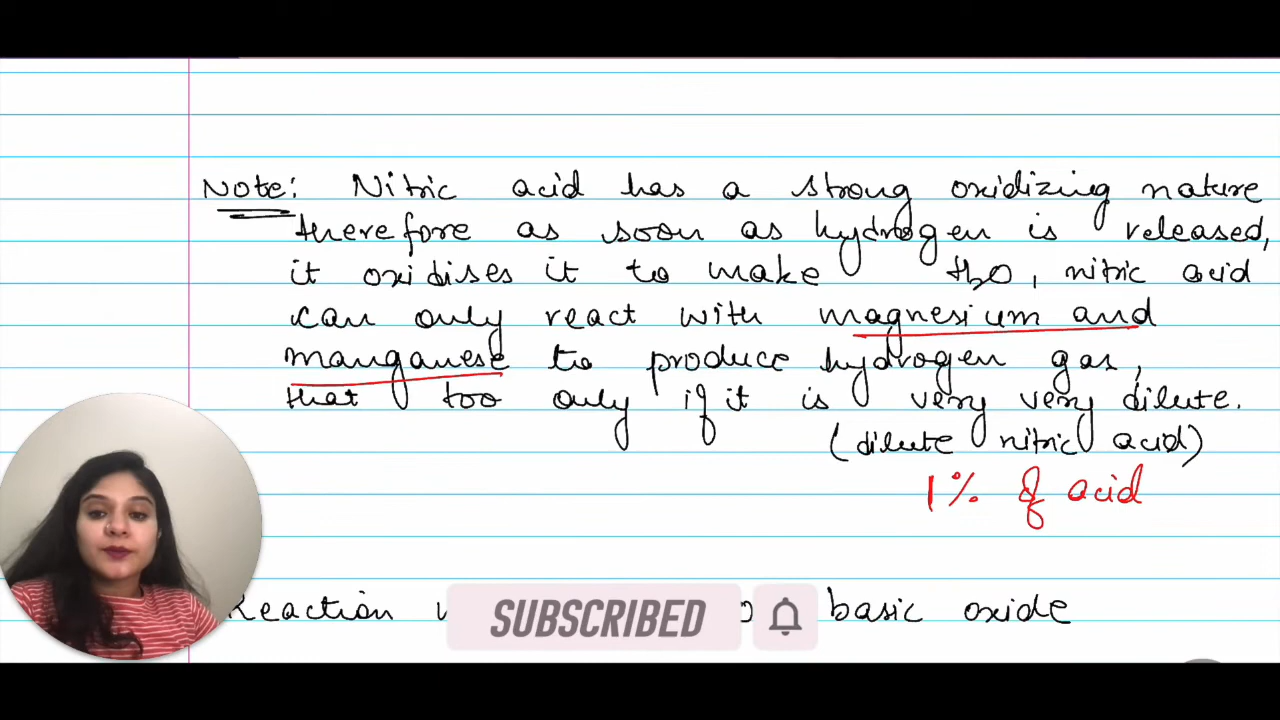 Note: Nitric acid has a strong oxidizing nature
therefore as soon as hydrogen is released,
it oxidises it to make H2O, nitric acid
can only react with magnesium and
manganese to produce hydrogen gas,
that too only if it is very very dilute.
(dilute nitric acid)
1% of acid
Reaction basic oxide
SUBSCRIBED